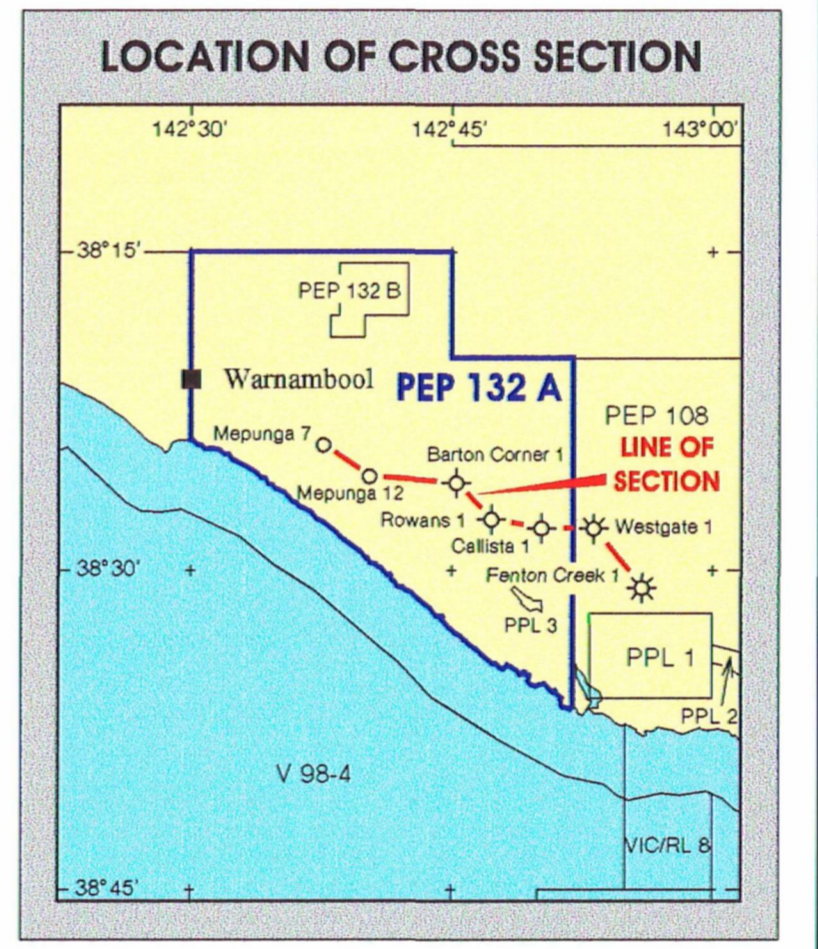 LOCATION OF CROSS SECTION
142°30' 142°45' 143°00'
38°15'
PEP 132 B
Warnambool
PEP 132 A
PEP 108
LINE OF
SECTION
Mepunga 7
Barton Corner 1
Mepunga 12
Rowans 1
Westgate 1
Callista 1
38°30'
Fenton Creek 1
PPL 3
PPL 1
PPL 2
V 98-4
VIC/RL 8
38°45'